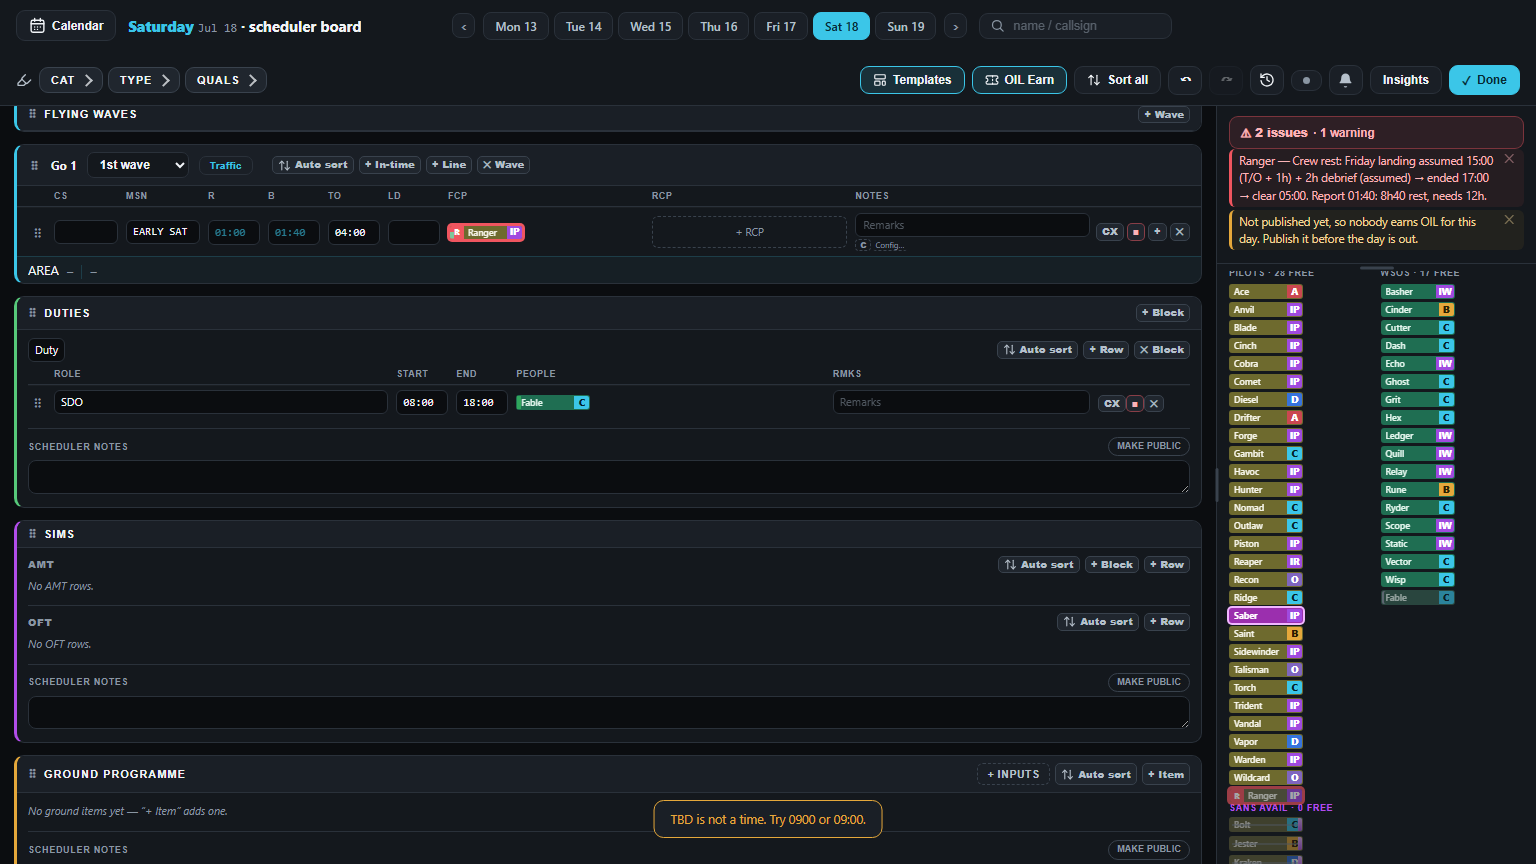 Calendar
Saturday Jul 18 · scheduler board
‹ Mon 13 Tue 14 Wed 15 Thu 16 Fri 17 Sat 18 Sun 19 ›
name / callsign
CAT TYPE QUALS
Templates OIL Earn Sort all Insights ✓ Done
FLYING WAVES + Wave
Go 1 1st wave Traffic Auto sort + In-time + Line ✕ Wave
CS MSN R B TO LD FCP RCP NOTES
EARLY SAT 01:00 01:40 04:00 R Ranger IP + RCP Remarks CX + ✕
C Config...
AREA – –
DUTIES + Block
Duty Auto sort + Row ✕ Block
ROLE START END PEOPLE RMKS
SDO 08:00 18:00 Fable C Remarks CX ✕
SCHEDULER NOTES MAKE PUBLIC
SIMS
AMT Auto sort + Block + Row
No AMT rows.
OFT Auto sort + Row
No OFT rows.
SCHEDULER NOTES MAKE PUBLIC
GROUND PROGRAMME + INPUTS Auto sort + Item
No ground items yet — "+ Item" adds one.
TBD is not a time. Try 0900 or 09:00.
SCHEDULER NOTES MAKE PUBLIC
⚠ 2 issues · 1 warning
Ranger — Crew rest: Friday landing assumed 15:00
(T/O + 1h) + 2h debrief (assumed) → ended 17:00
→ clear 05:00. Report 01:40: 8h40 rest, needs 12h.
Not published yet, so nobody earns OIL for this
day. Publish it before the day is out.
PILOTS · 28 FREE
Ace A
Anvil IP
Blade IP
Cinch IP
Cobra IP
Comet IP
Diesel D
Drifter A
Forge IP
Gambit C
Havoc IP
Hunter IP
Nomad C
Outlaw C
Piston IP
Reaper IR
Recon O
Ridge C
Saber IP
Saint B
Sidewinder IP
Talisman O
Torch C
Trident IP
Vandal IP
Vapor D
Warden IP
Wildcard O
R Ranger IP
SANS AVAIL · 0 FREE
Bolt C
Jester B
Kraken D
WSOS · 17 FREE
Basher IW
Cinder B
Cutter C
Dash C
Echo IW
Ghost C
Grit C
Hex C
Ledger IW
Quill IW
Relay IW
Rune B
Ryder C
Scope IW
Static IW
Vector C
Wisp C
Fable C